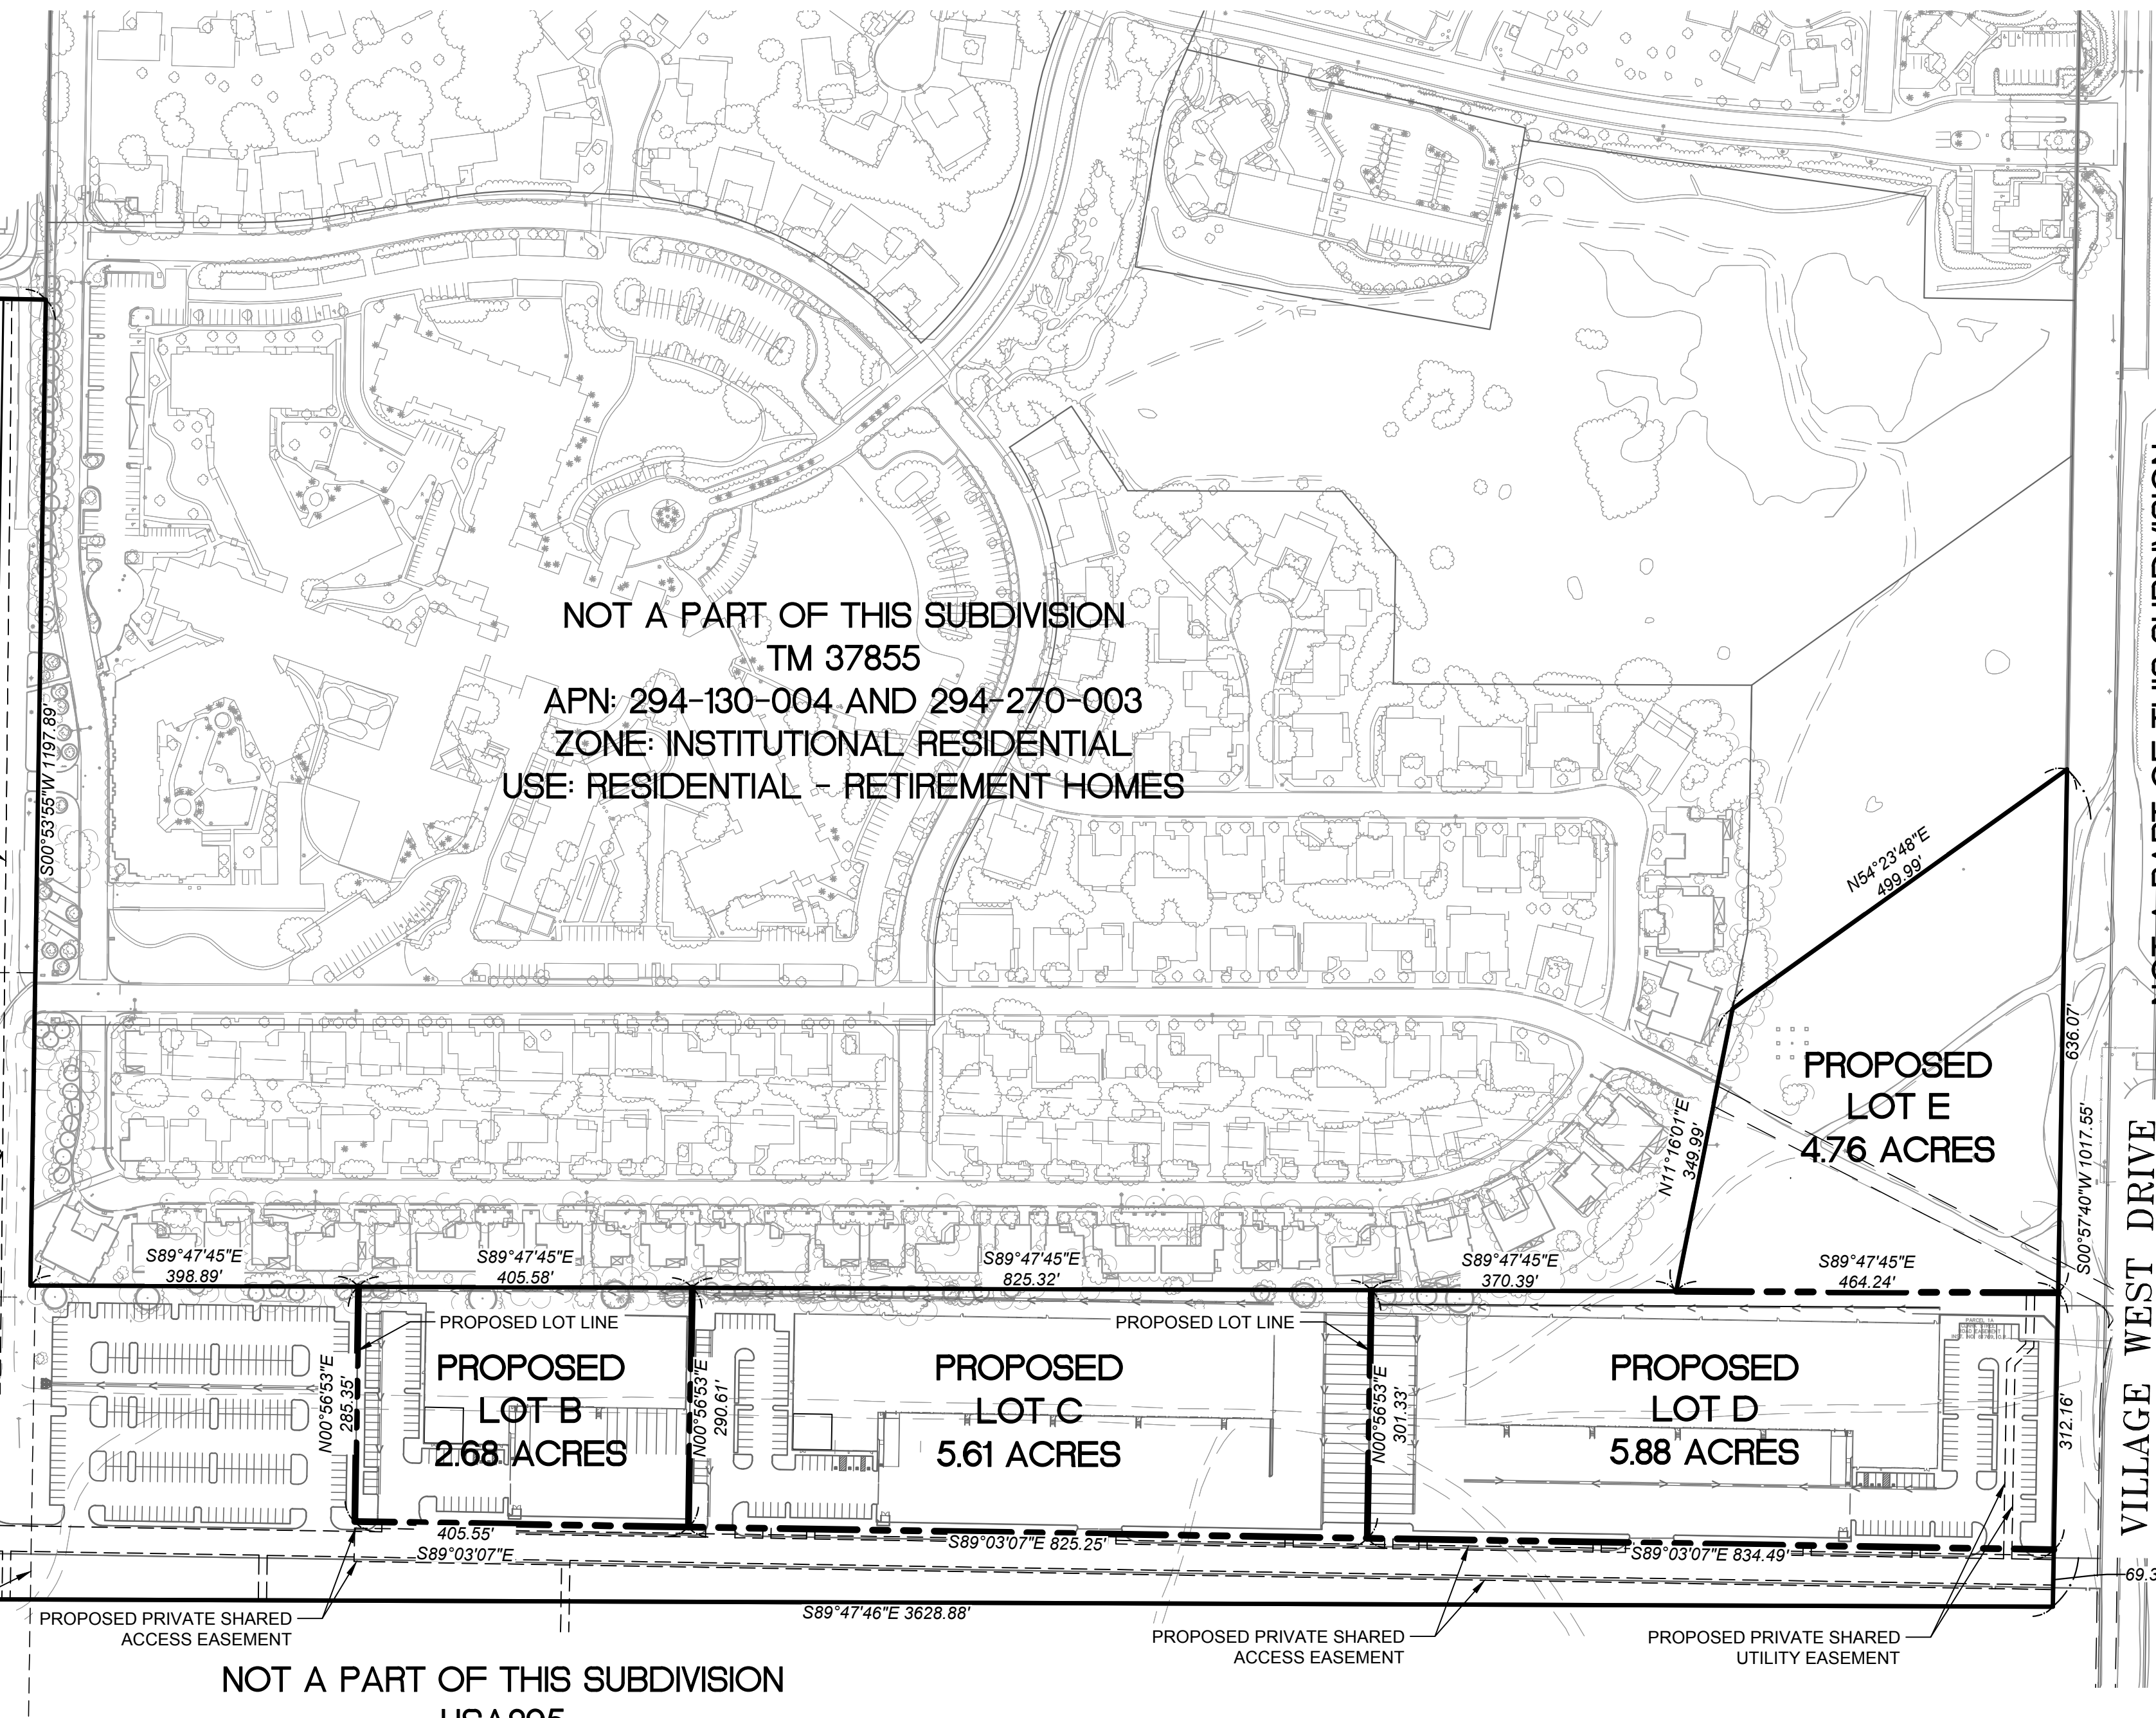 NOT A PART OF THIS SUBDIVISION
TM 37855
APN: 294-130-004 AND 294-270-003
ZONE: INSTITUTIONAL RESIDENTIAL
USE: RESIDENTIAL - RETIREMENT HOMES
S00°53'55"W 1197.89'
N54°23'48"E
499.99'
636.07'
PROPOSED
LOT E
4.76 ACRES
N11°16'01"E
349.99'
S00°57'40"W 1017.55'
VILLAGE WEST DRIVE
S89°47'45"E
398.89'
S89°47'45"E
405.58'
S89°47'45"E
825.32'
S89°47'45"E
370.39'
S89°47'45"E
464.24'
PROPOSED LOT LINE
PROPOSED LOT LINE
N00°56'53"E
285.35'
PROPOSED
LOT B
2.68 ACRES
N00°56'53"E
290.61'
PROPOSED
LOT C
5.61 ACRES
N00°56'53"E
301.33'
PROPOSED
LOT D
5.88 ACRES
PARCEL 1A
312.16'
405.55'
S89°03'07"E
S89°03'07"E 825.25'
S89°03'07"E 834.49'
69.3
S89°47'46"E 3628.88'
PROPOSED PRIVATE SHARED
ACCESS EASEMENT
PROPOSED PRIVATE SHARED
ACCESS EASEMENT
PROPOSED PRIVATE SHARED
UTILITY EASEMENT
NOT A PART OF THIS SUBDIVISION